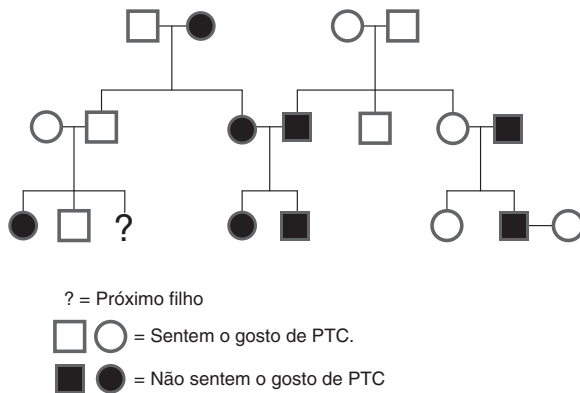 ?
? = Próximo filho
= Sentem o gosto de PTC.
= Não sentem o gosto de PTC